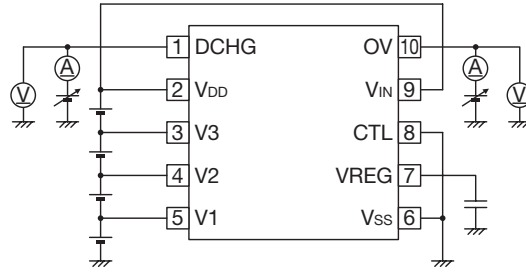 1 DCHG OV 10
2 VDD VIN 9
3 V3 CTL 8
4 V2 VREG 7
5 V1 VSS 6
A A
V V